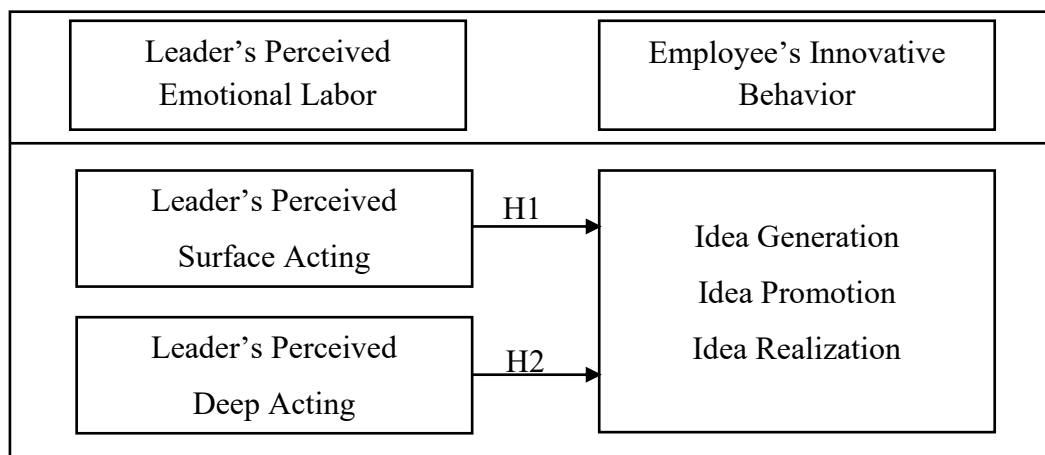 Leader’s Perceived
Emotional Labor
Employee’s Innovative
Behavior
Leader’s Perceived
Surface Acting
H1
Idea Generation
Idea Promotion
Idea Realization
Leader’s Perceived
Deep Acting
H2